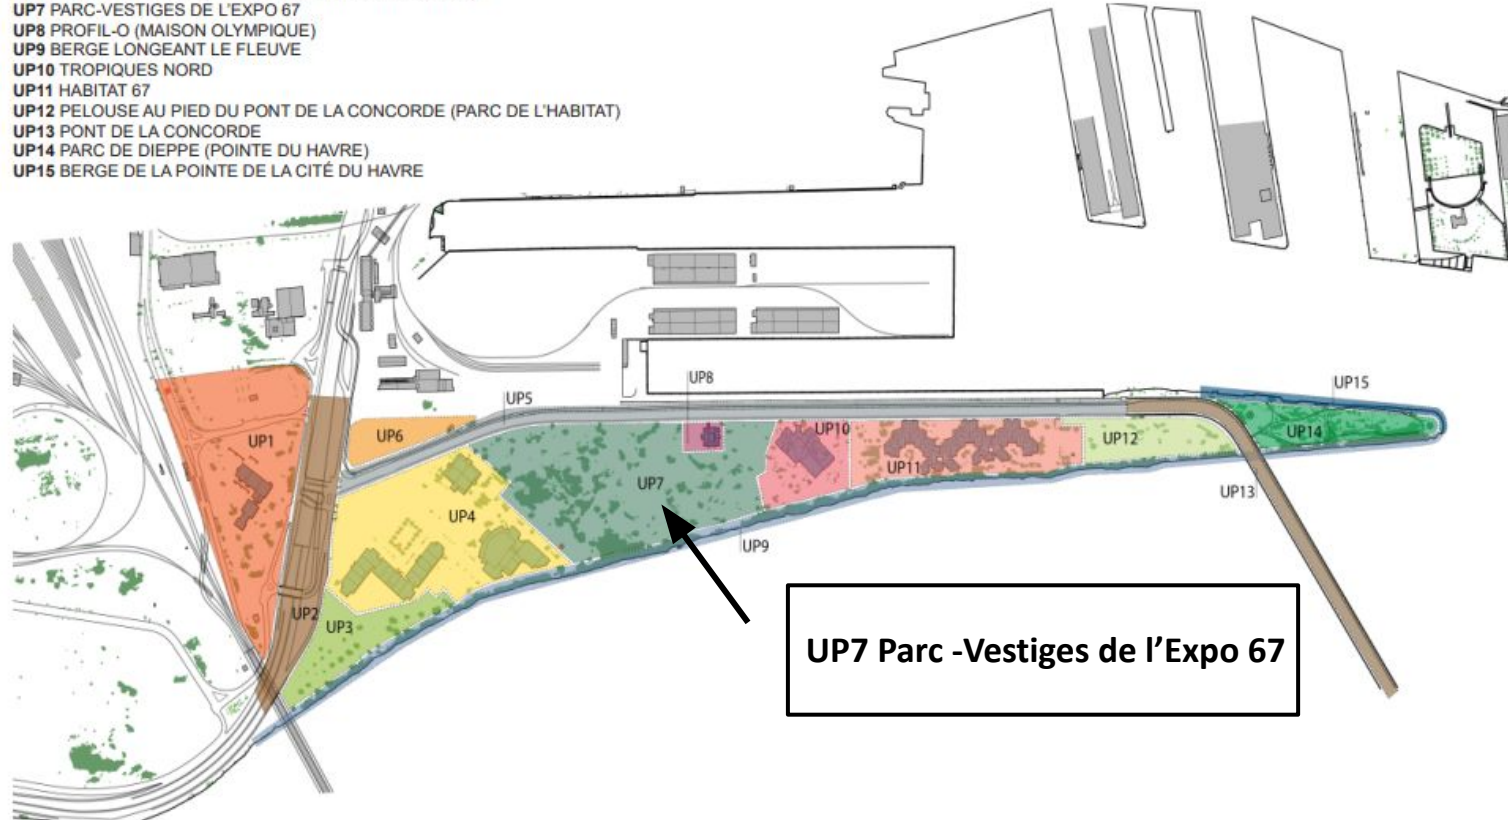 UP7 PARC-VESTIGES DE L'EXPO 67
UP8 PROFIL-O (MAISON OLYMPIQUE)
UP9 BERGE LONGEANT LE FLEUVE
UP10 TROPIQUES NORD
UP11 HABITAT 67
UP12 PELOUSE AU PIED DU PONT DE LA CONCORDE (PARC DE L'HABITAT)
UP13 PONT DE LA CONCORDE
UP14 PARC DE DIEPPE (POINTE DU HAVRE)
UP15 BERGE DE LA POINTE DE LA CITÉ DU HAVRE
UP8
UP15
UP5
UP1
UP6
UP10
UP12
UP14
UP11
UP7
UP13
UP4
UP9
UP2
UP3
UP7 Parc -Vestiges de l'Expo 67